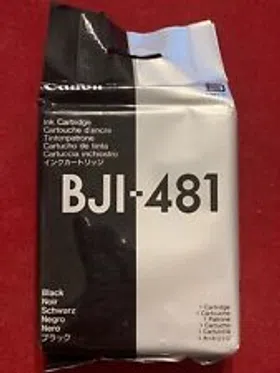 Canon
Ink Cartridge
Cartouche d'encre
Tintenpatrone
Cartucho de tinta
Cartuccia inchiostro
インクカートリッジ
BJI-481
Black
Noir
Schwarz
Negro
Nero
ブラック
1 Cartridge
1 Cartouche
1 Patrone
1 Cartucho
1 Cartuccia